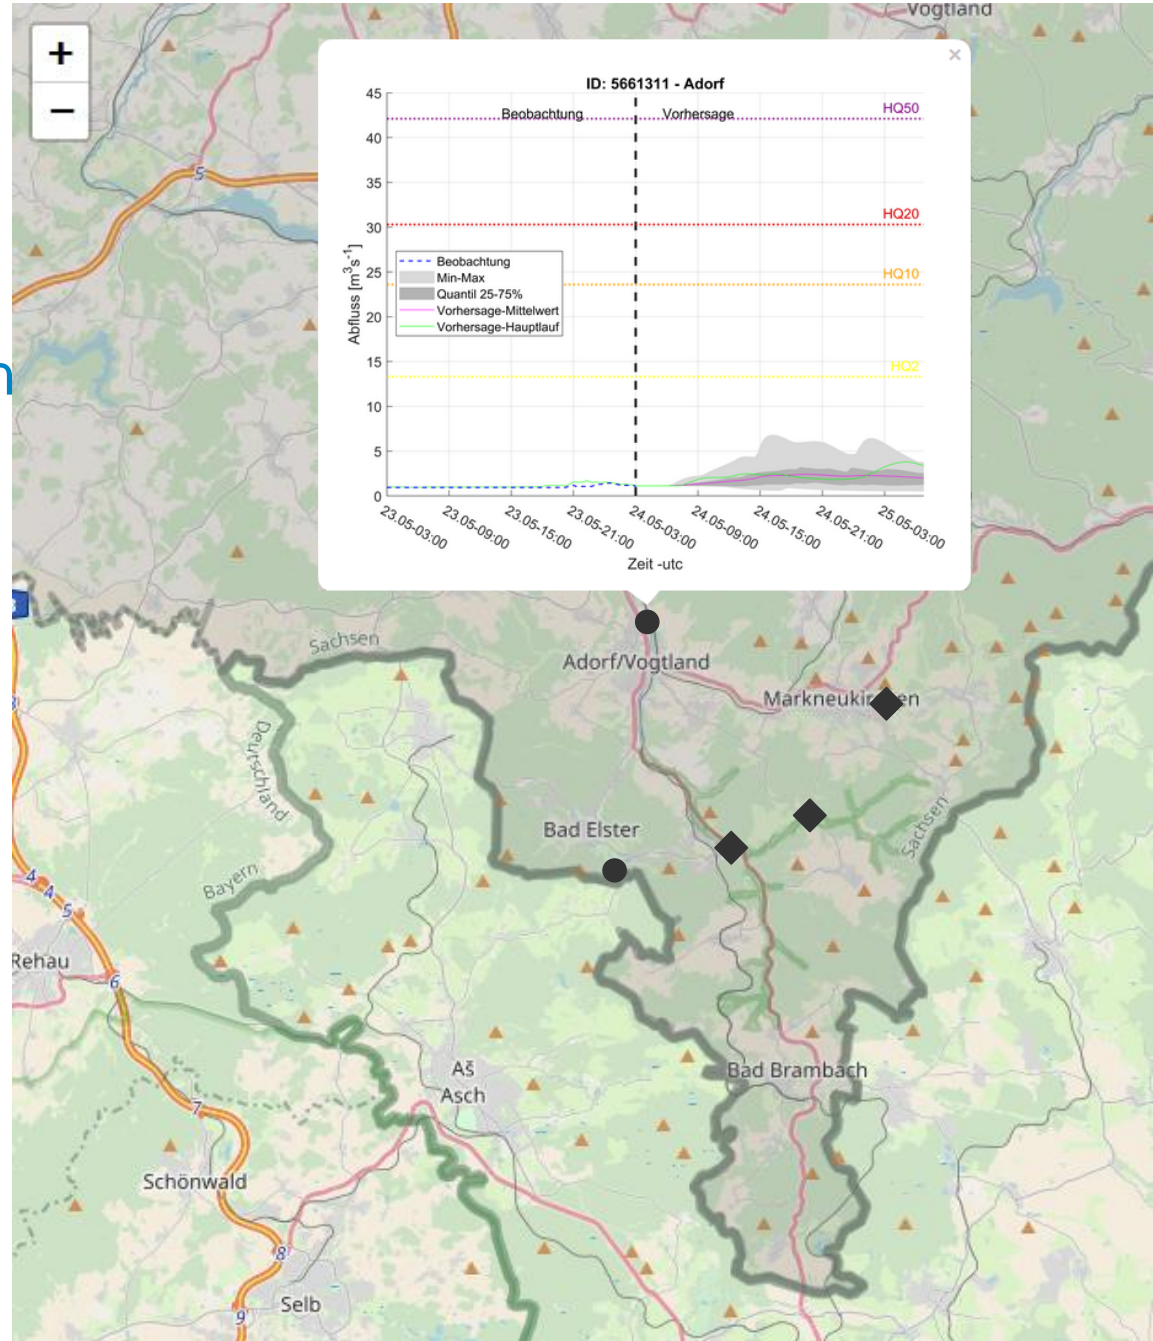 Vogtland
+
−
×
ID: 5661311 - Adorf
Beobachtung
Vorhersage
HQ50
HQ20
HQ10
HQ2
45
40
35
30
25
20
15
10
5
0
Abfluss [m³s⁻¹]
Beobachtung
Min-Max
Quantil 25-75%
Vorhersage-Mittelwert
Vorhersage-Hauptlauf
23.05-03:00
23.05-09:00
23.05-15:00
23.05-21:00
24.05-03:00
24.05-09:00
24.05-15:00
24.05-21:00
25.05-03:00
Zeit -utc
5
n
Sachsen
Adorf/Vogtland
Deutschland
Bad Elster
Sachsen
Bayern
4
4
5
Rehau
6
Aš
Asch
Bad Brambach
7
Schönwald
8
Selb
9